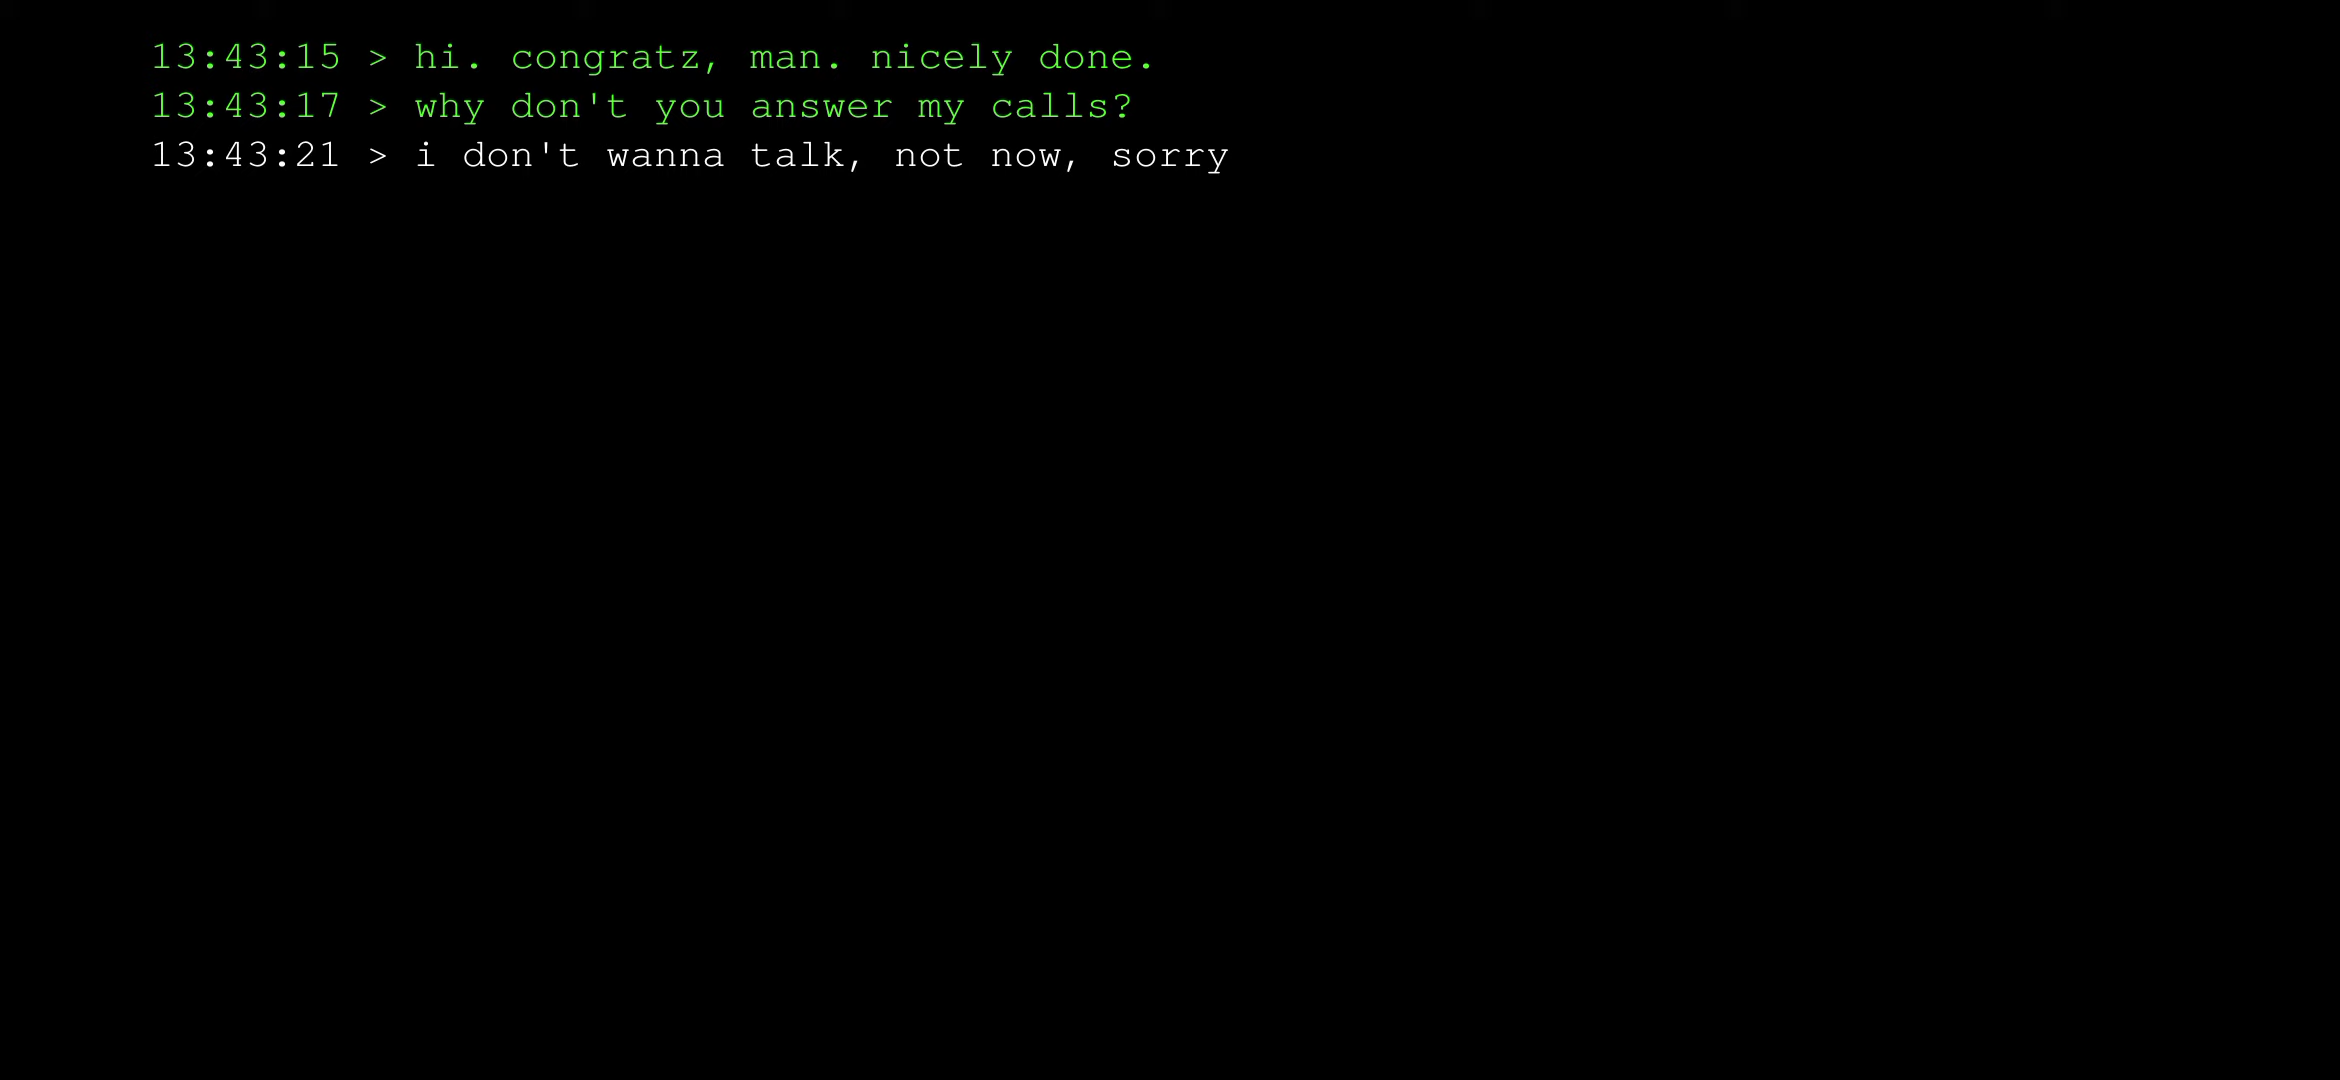 13:43:15 > hi. congratz, man. nicely done.
13:43:17 > why don't you answer my calls?
13:43:21 > i don't wanna talk, not now, sorry